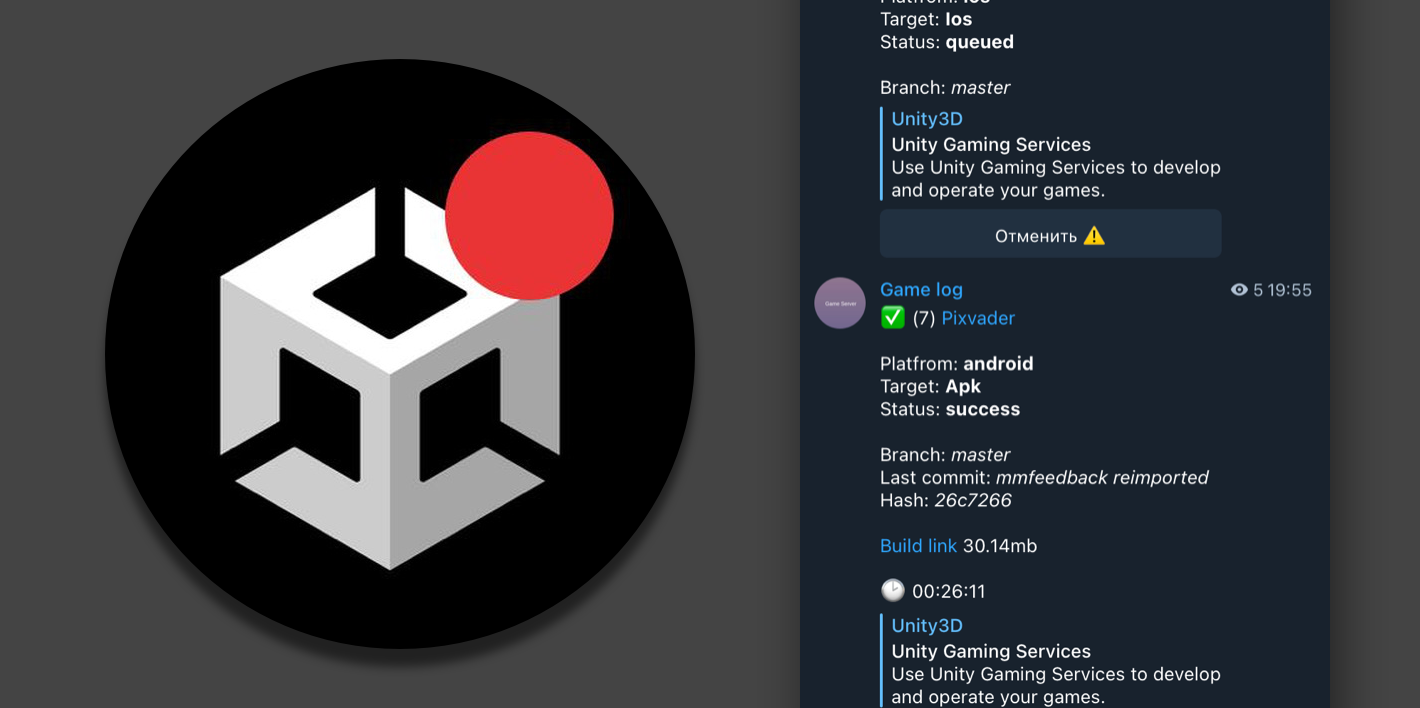 Target: Ios
Status: queued
Branch: master
Unity3D
Unity Gaming Services
Use Unity Gaming Services to develop
and operate your games.
Отменить ⚠️
Game log
5 19:55
Game Server
✅ (7) Pixvader
Platfrom: android
Target: Apk
Status: success
Branch: master
Last commit: mmfeedback reimported
Hash: 26c7266
Build link 30.14mb
🕑 00:26:11
Unity3D
Unity Gaming Services
Use Unity Gaming Services to develop
and operate your games.